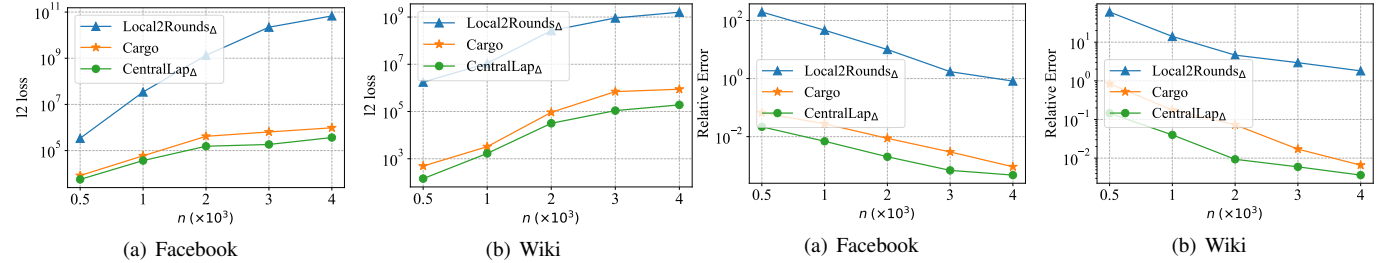 l2 loss
10^11
10^9
10^7
10^5
Local2Rounds_Δ
Cargo
CentralLap_Δ
0.5 1 2 3 4
n (×10^3)
(a) Facebook
l2 loss
10^9
10^7
10^5
10^3
Local2Rounds_Δ
Cargo
CentralLap_Δ
0.5 1 2 3 4
n (×10^3)
(b) Wiki
Relative Error
10^2
10^0
10^−2
Local2Rounds_Δ
Cargo
CentralLap_Δ
0.5 1 2 3 4
n (×10^3)
(a) Facebook
Relative Error
10^1
10^0
10^−1
10^−2
Local2Rounds_Δ
Cargo
CentralLap_Δ
0.5 1 2 3 4
n (×10^3)
(b) Wiki